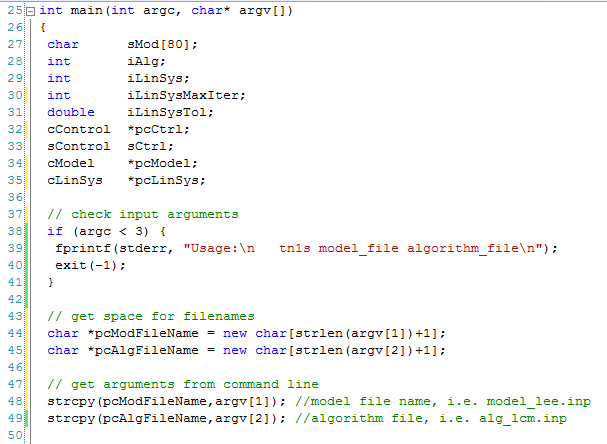 25 int main(int argc, char* argv[])
26 {
27 char sMod[80];
28 int iAlg;
29 int iLinSys;
30 int iLinSysMaxIter;
31 double iLinSysTol;
32 cControl *pcCtrl;
33 sControl sCtrl;
34 cModel *pcModel;
35 cLinSys *pcLinSys;
36
37 // check input arguments
38 if (argc < 3) {
39 fprintf(stderr, "Usage:\n tn1s model_file algorithm_file\n");
40 exit(-1);
41 }
42
43 // get space for filenames
44 char *pcModFileName = new char[strlen(argv[1])+1];
45 char *pcAlgFileName = new char[strlen(argv[2])+1];
46
47 // get arguments from command line
48 strcpy(pcModFileName,argv[1]); //model file name, i.e. model_lee.inp
49 strcpy(pcAlgFileName,argv[2]); //algorithm file, i.e. alg_lcm.inp
50